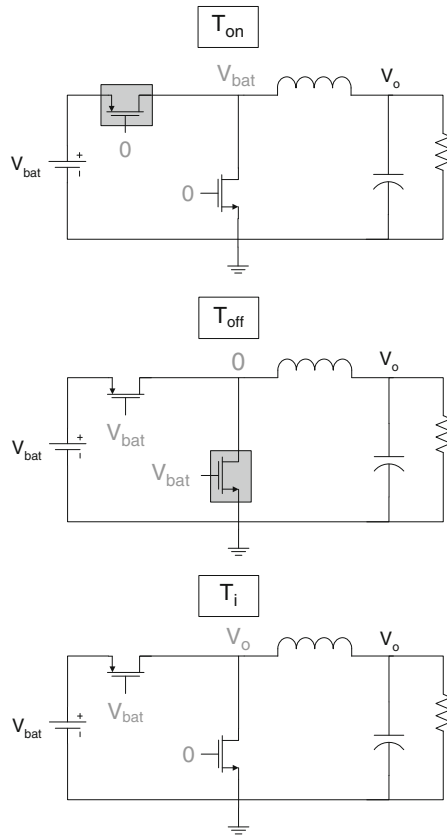 T_on
V_bat
V_o
V_bat
+
-
0
0
T_off
0
V_o
V_bat
+
-
V_bat
V_bat
T_i
V_o
V_o
V_bat
+
-
V_bat
0